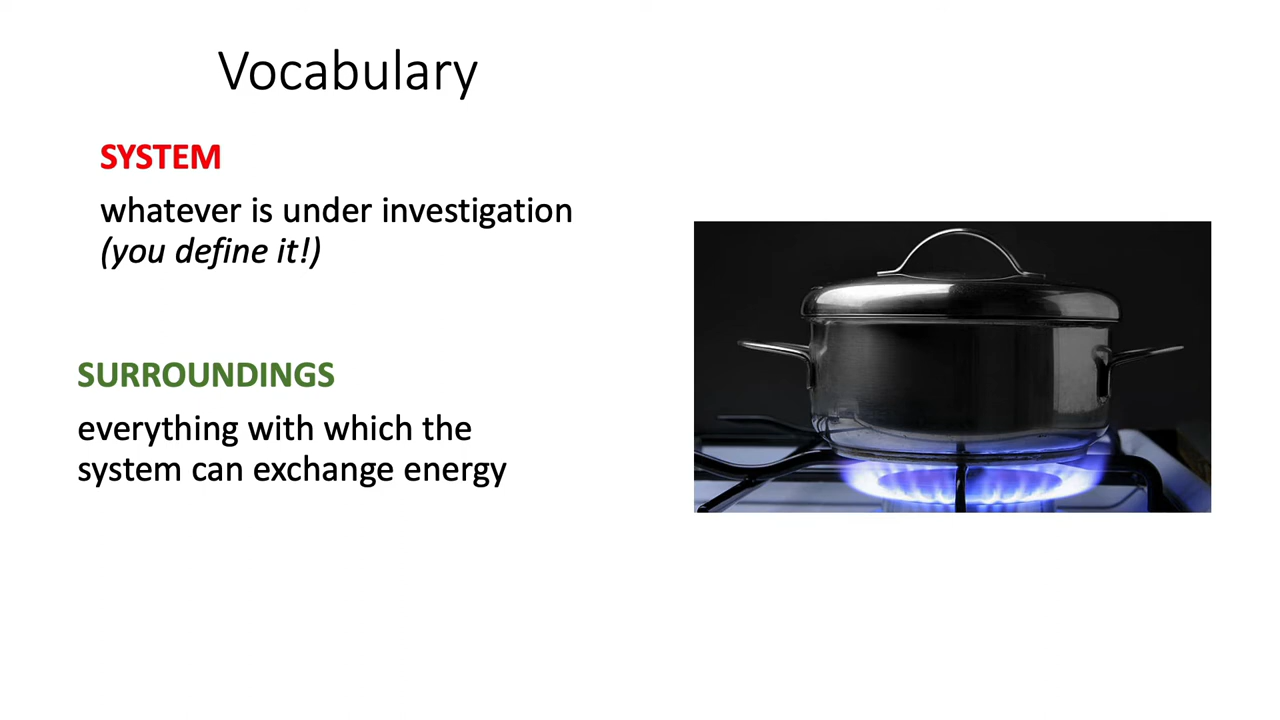 Vocabulary
SYSTEM
whatever is under investigation
(you define it!)
SURROUNDINGS
everything with which the
system can exchange energy